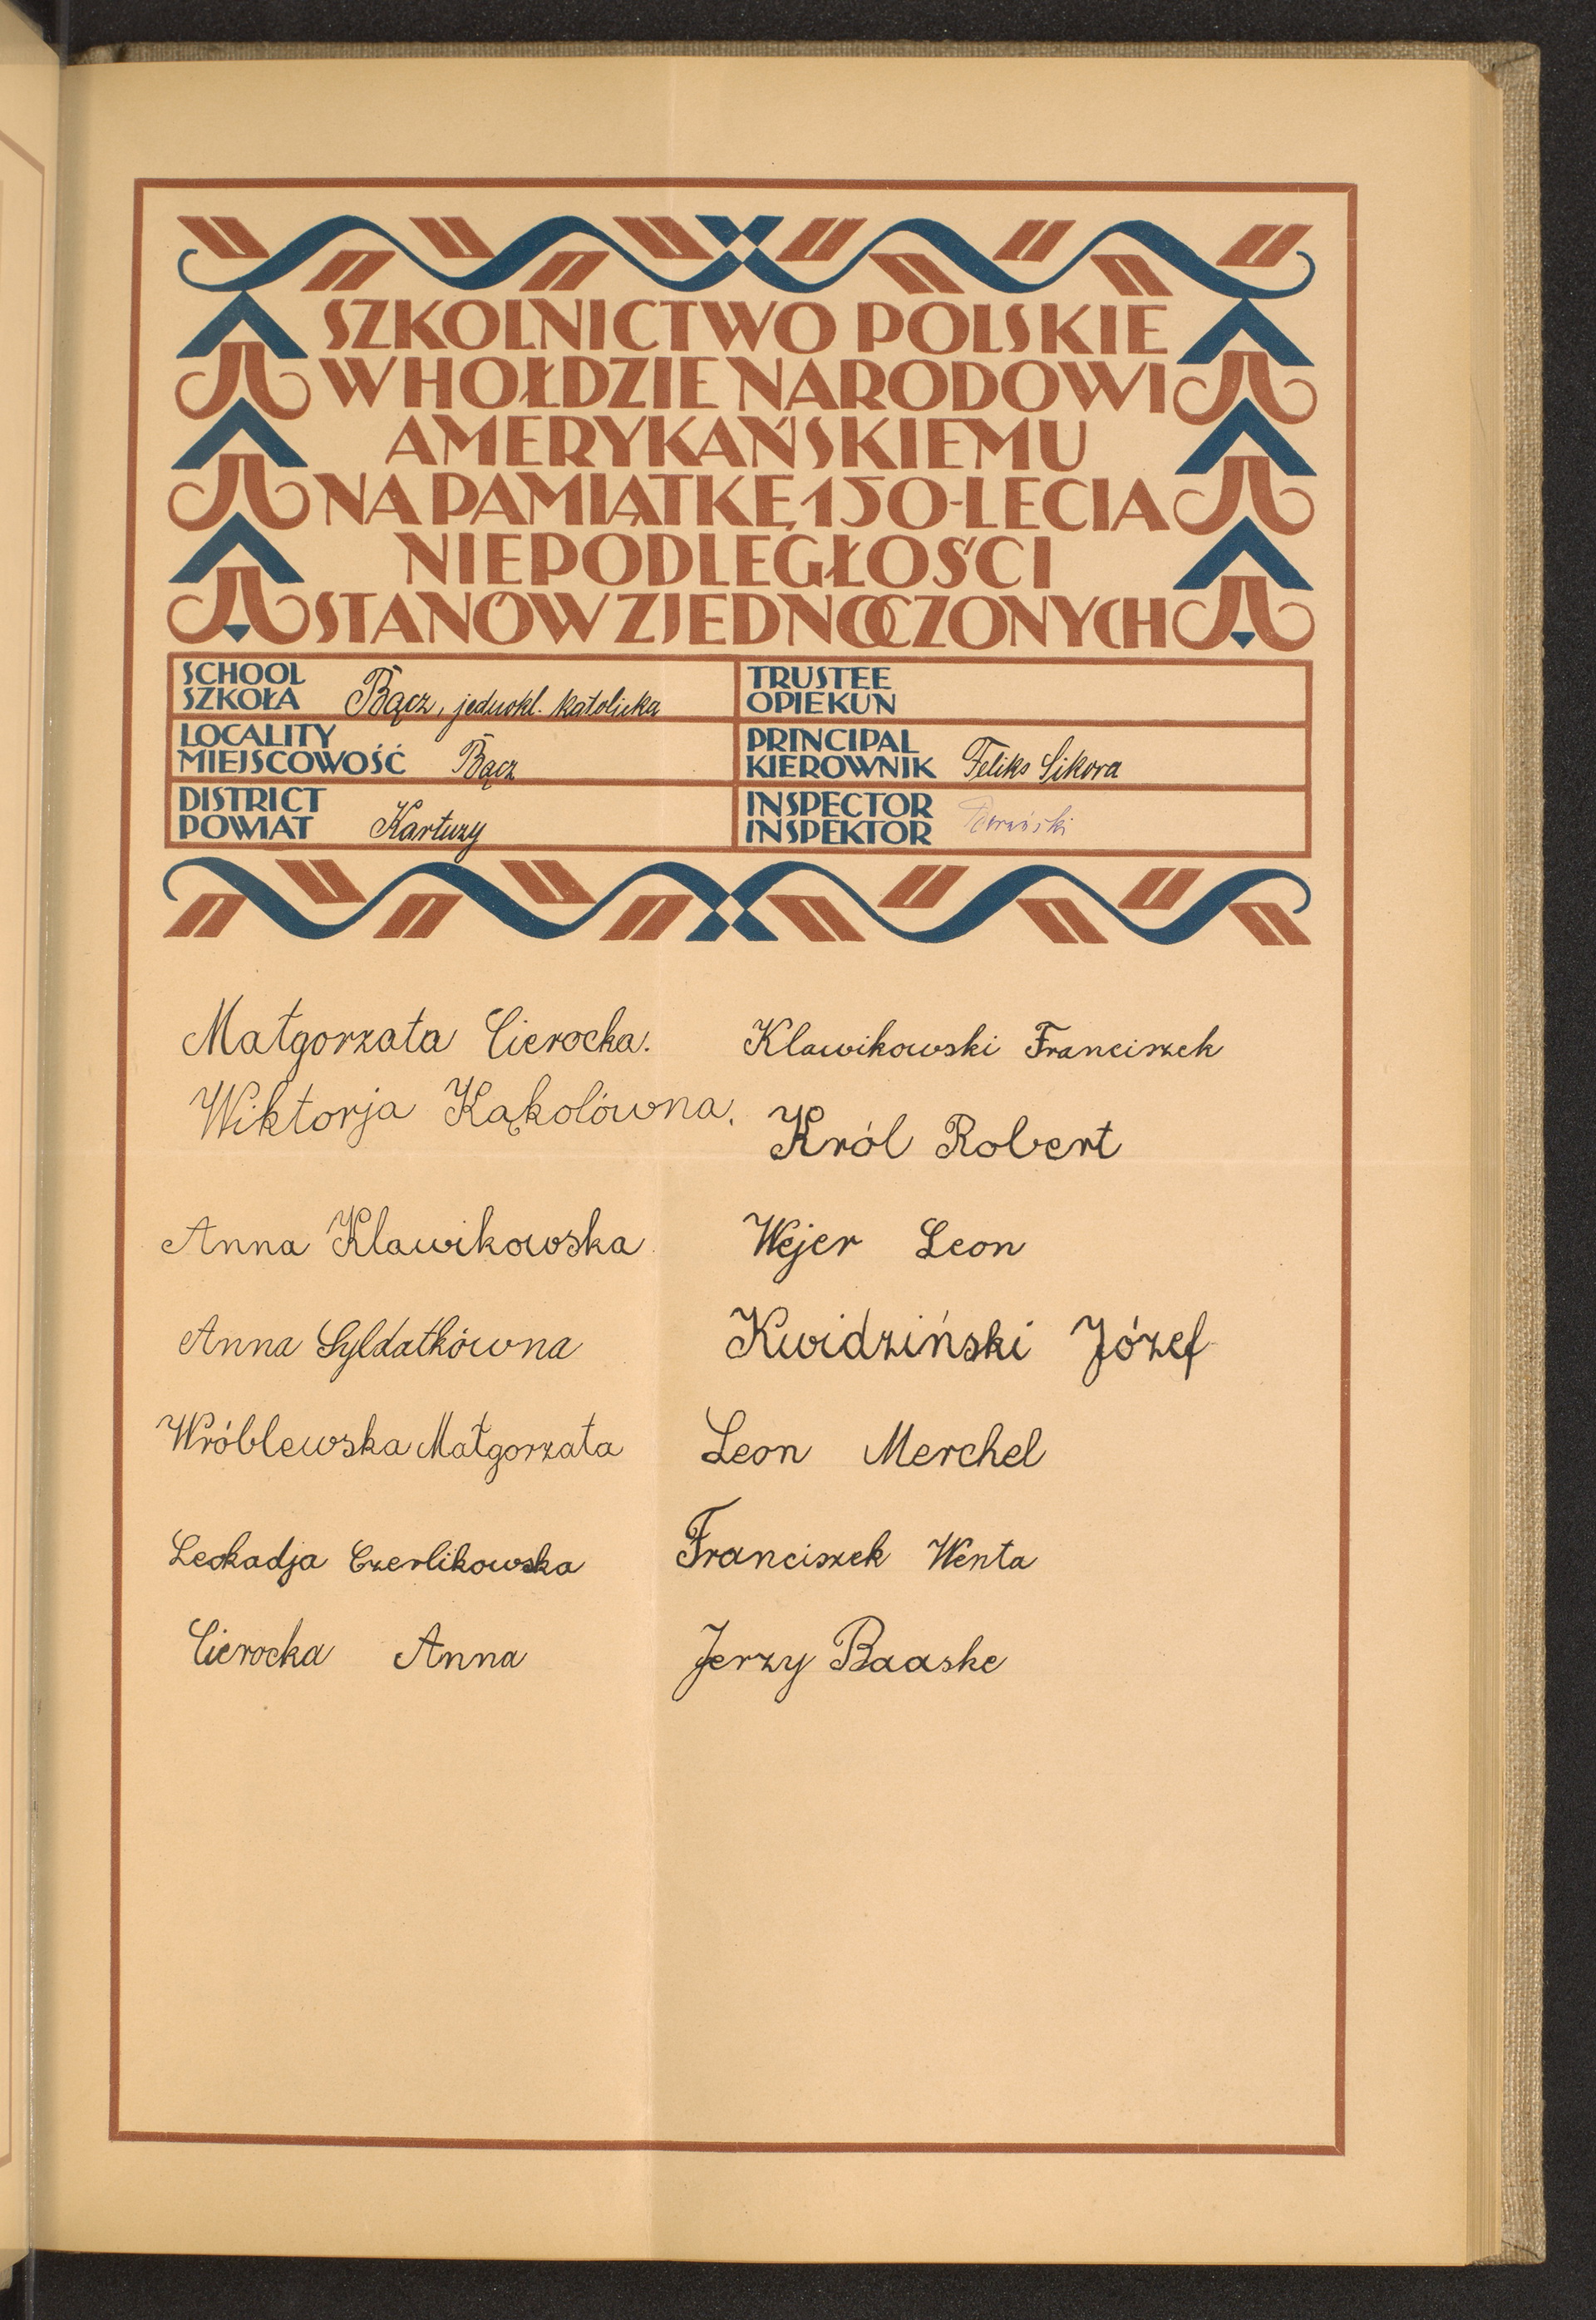 SZKOLNICTWO POLSKIE
W HOŁDZIE NARODOWI
AMERYKAŃSKIEMU
NA PAMIĄTKĘ 150-LECIA
NIEPODLEGŁOŚCI
STANÓW ZJEDNOCZONYCH
SCHOOL
SZKOŁA Bącz, jednokl. katolicka
LOCALITY
MIEJSCOWOŚĆ Bącz
DISTRICT
POWIAT Kartuzy
TRUSTEE
OPIEKUN
PRINCIPAL
KIEROWNIK Feliks Sikora
INSPECTOR
INSPEKTOR
Małgorzata Cierocka.
Wiktorja Kąkolówna.
Anna Klawikowska
Anna Syldatkówna
Wróblewska Małgorzata
Leokadja Czerlikowska
Cierocka Anna
Klawikowski Franciszek
Król Robert
Wejer Leon
Kwidziński Józef
Leon Merchel
Franciszek Wenta
Jerzy Baaske